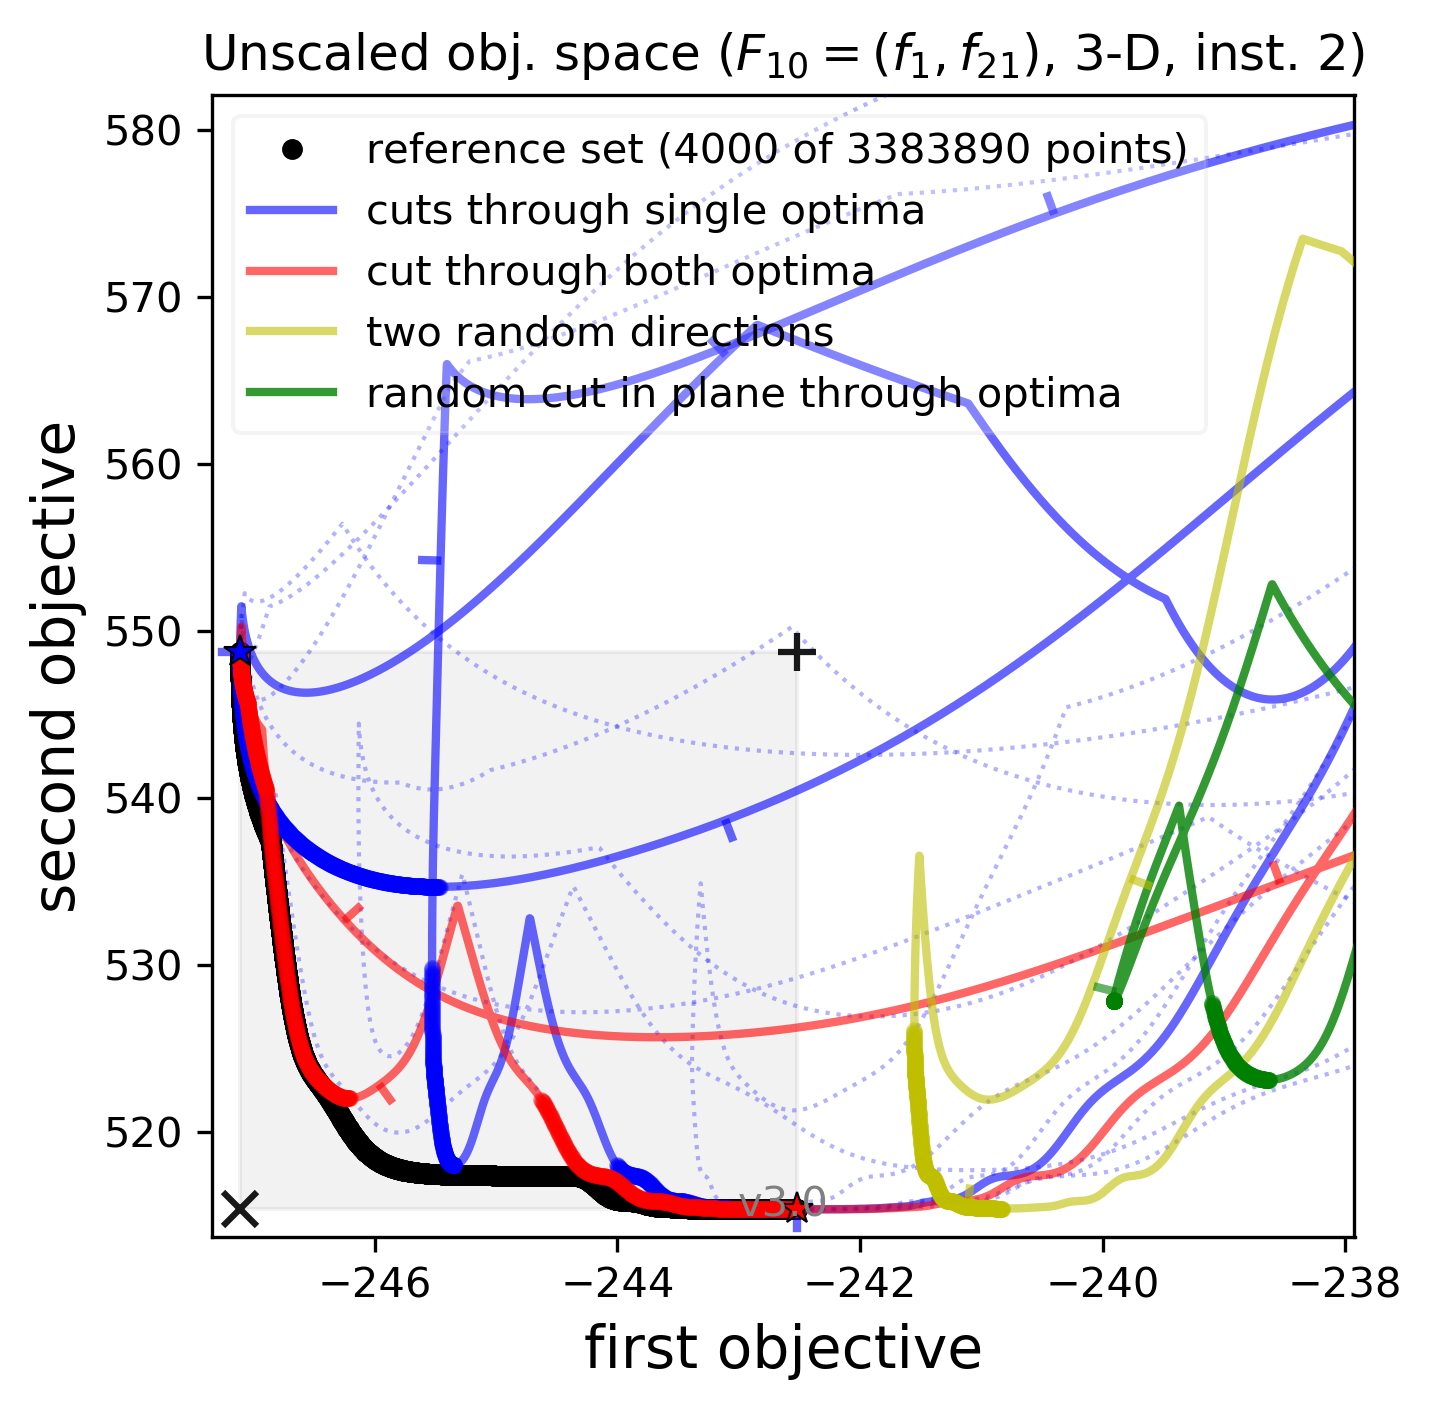 Unscaled obj. space (F₁₀ = (f₁, f₂₁), 3-D, inst. 2)
580
570
560
550
540
530
520
second objective
reference set (4000 of 3383890 points)
cuts through single optima
cut through both optima
two random directions
random cut in plane through optima
v3.0
−246
−244
−242
−240
−238
first objective